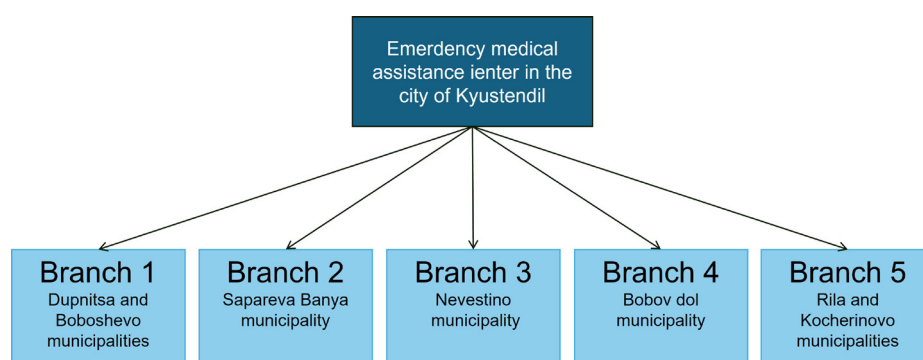 Emerdency medical
assistance ienter in the
city of Kyustendil
Branch 1
Dupnitsa and
Boboshevo
municipalities
Branch 2
Sapareva Banya
municipality
Branch 3
Nevestino
municipality
Branch 4
Bobov dol
municipality
Branch 5
Rila and
Kocherinovo
municipalities